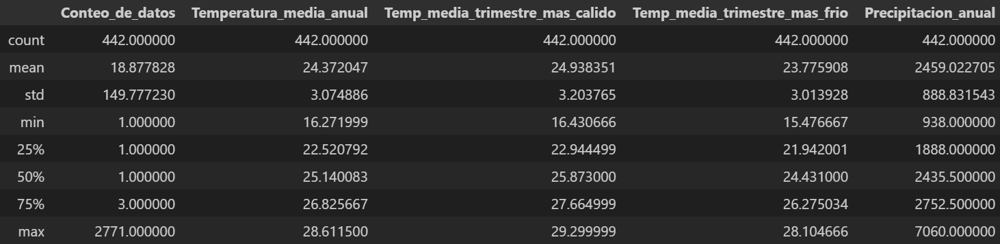 Conteo_de_datos Temperatura_media_anual Temp_media_trimestre_mas_calido Temp_media_trimestre_mas_frio Precipitacion_anual
count 442.000000 442.000000 442.000000 442.000000 442.000000
mean 18.877828 24.372047 24.938351 23.775908 2459.022705
std 149.777230 3.074886 3.203765 3.013928 888.831543
min 1.000000 16.271999 16.430666 15.476667 938.000000
25% 1.000000 22.520792 22.944499 21.942001 1888.000000
50% 1.000000 25.140083 25.873000 24.431000 2435.500000
75% 3.000000 26.825667 27.664999 26.275034 2752.500000
max 2771.000000 28.611500 29.299999 28.104666 7060.000000